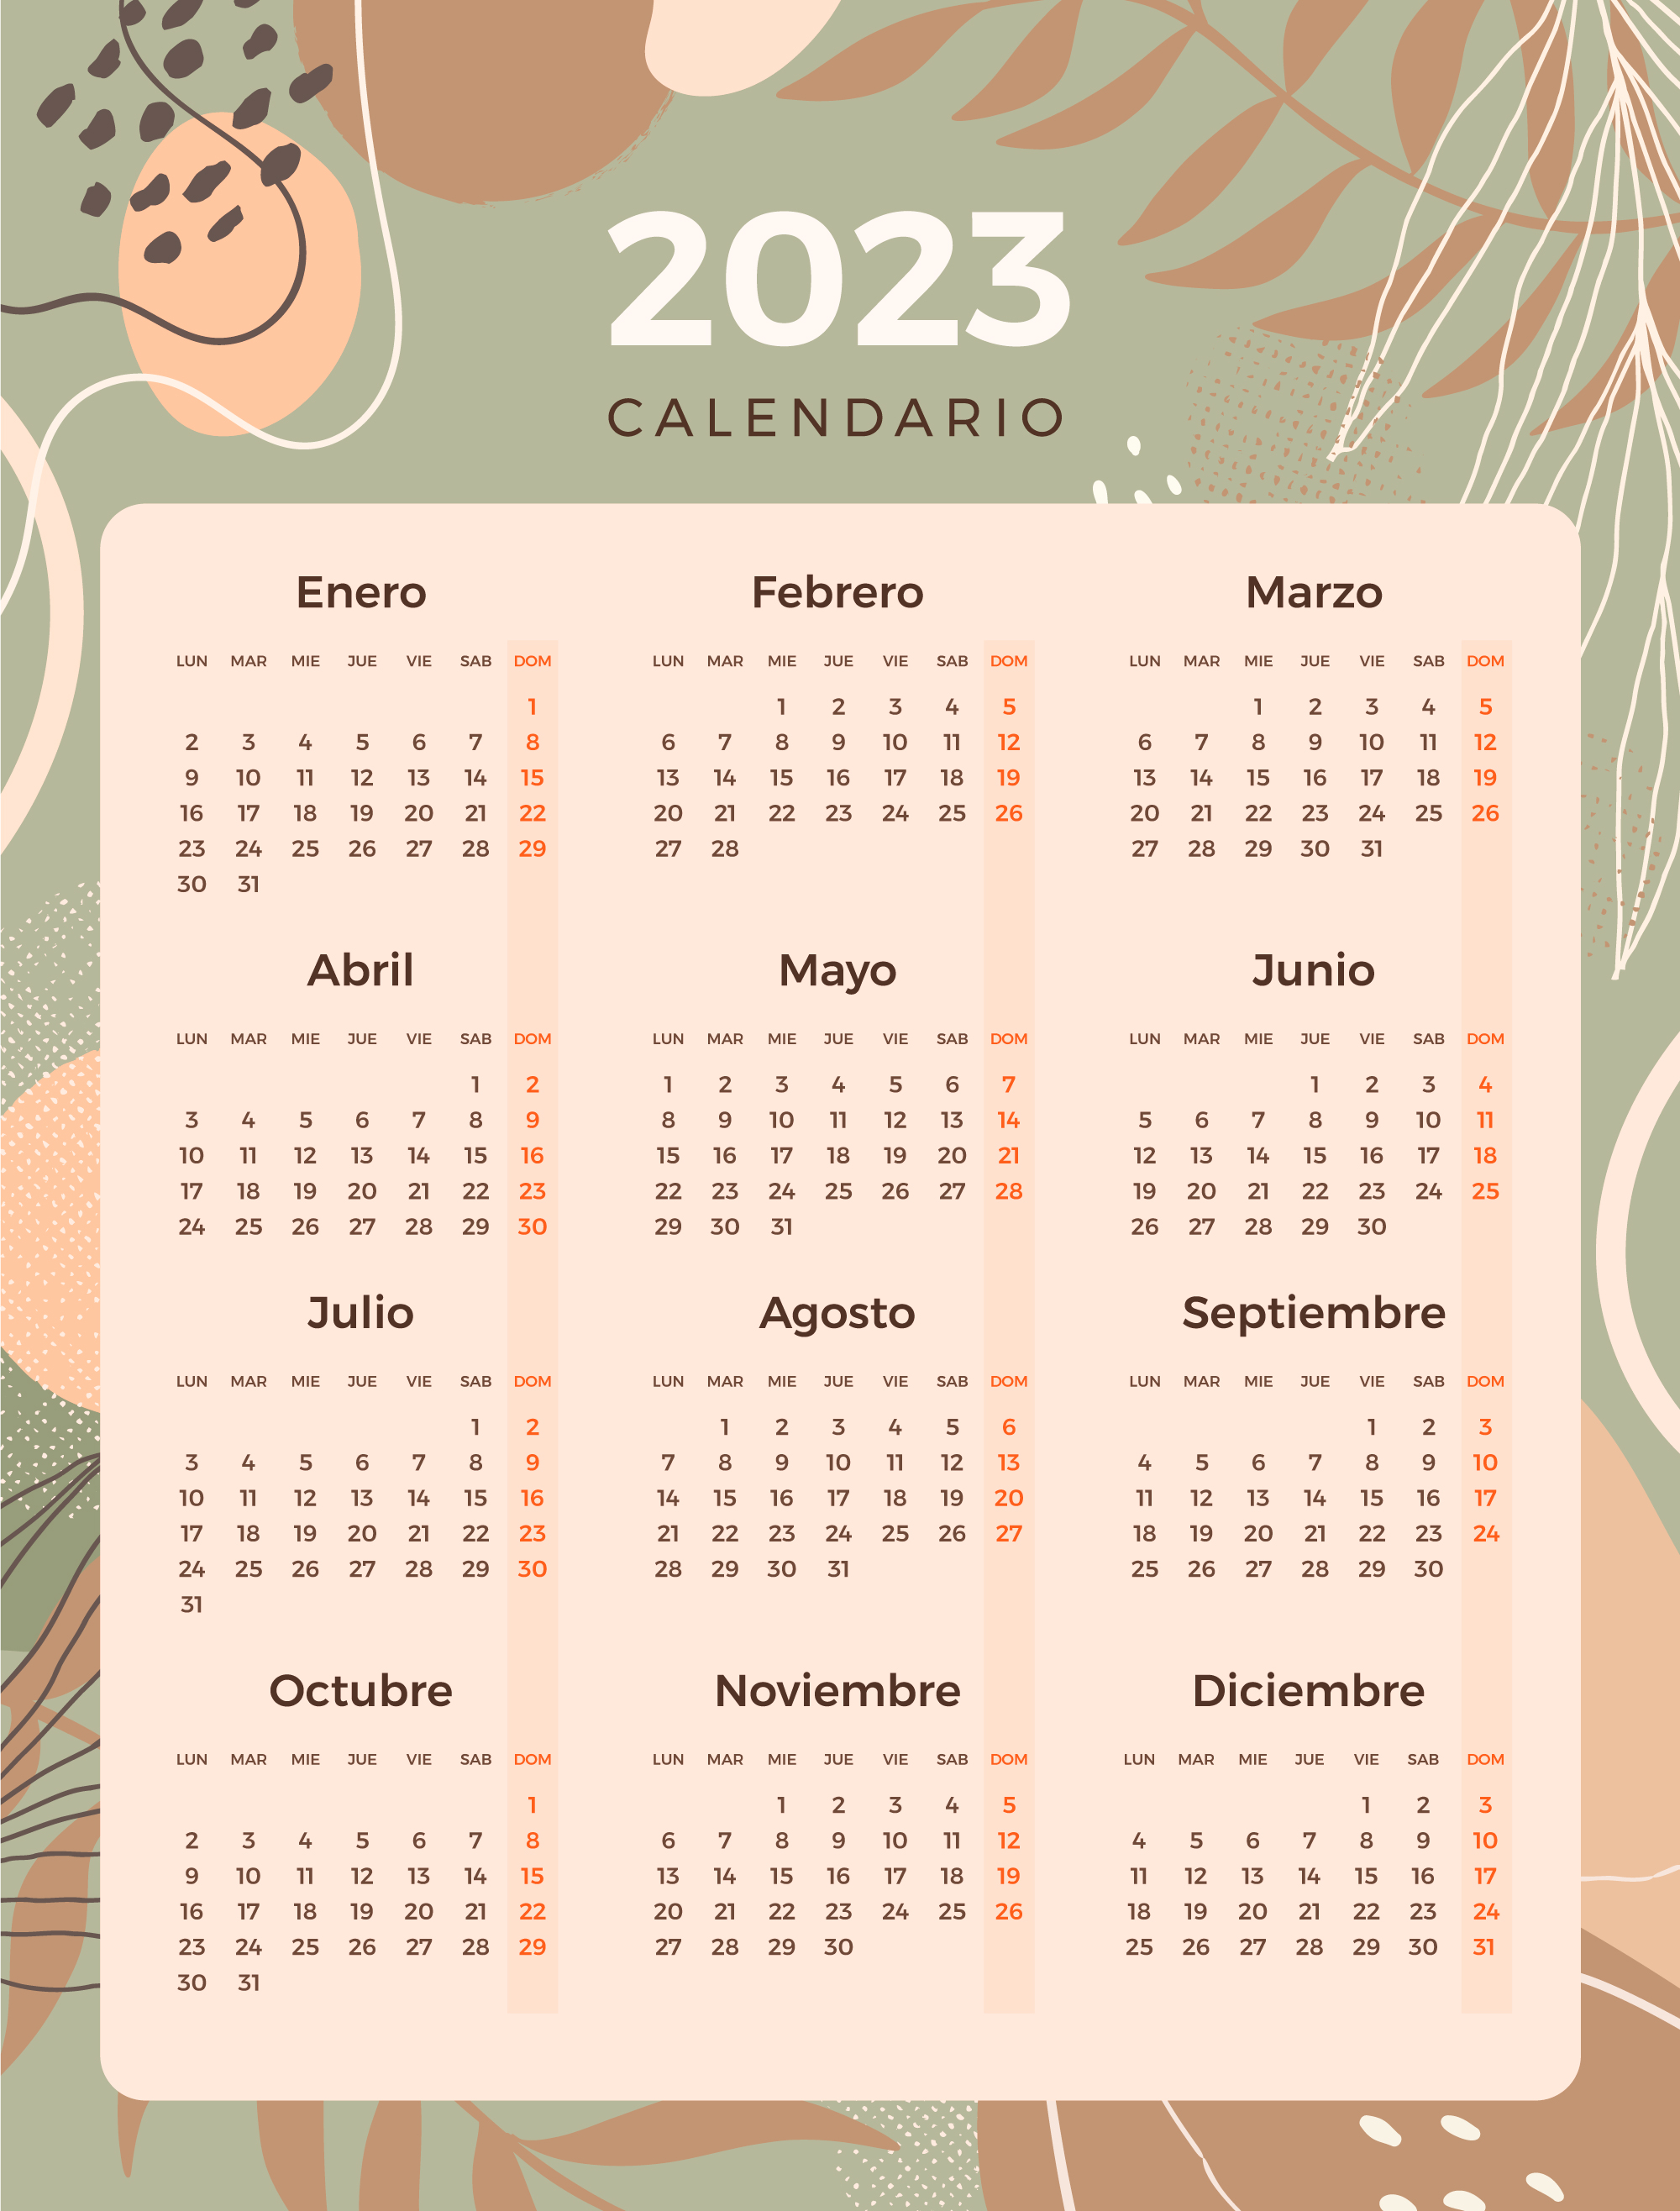 2023
CALENDARIO
Enero
LUN MAR MIE JUE VIE SAB DOM
1
2 3 4 5 6 7 8
9 10 11 12 13 14 15
16 17 18 19 20 21 22
23 24 25 26 27 28 29
30 31
Febrero
LUN MAR MIE JUE VIE SAB DOM
1 2 3 4 5
6 7 8 9 10 11 12
13 14 15 16 17 18 19
20 21 22 23 24 25 26
27 28
Marzo
LUN MAR MIE JUE VIE SAB DOM
1 2 3 4 5
6 7 8 9 10 11 12
13 14 15 16 17 18 19
20 21 22 23 24 25 26
27 28 29 30 31
Abril
LUN MAR MIE JUE VIE SAB DOM
1 2
3 4 5 6 7 8 9
10 11 12 13 14 15 16
17 18 19 20 21 22 23
24 25 26 27 28 29 30
Mayo
LUN MAR MIE JUE VIE SAB DOM
1 2 3 4 5 6 7
8 9 10 11 12 13 14
15 16 17 18 19 20 21
22 23 24 25 26 27 28
29 30 31
Junio
LUN MAR MIE JUE VIE SAB DOM
1 2 3 4
5 6 7 8 9 10 11
12 13 14 15 16 17 18
19 20 21 22 23 24 25
26 27 28 29 30
Julio
LUN MAR MIE JUE VIE SAB DOM
1 2
3 4 5 6 7 8 9
10 11 12 13 14 15 16
17 18 19 20 21 22 23
24 25 26 27 28 29 30
31
Agosto
LUN MAR MIE JUE VIE SAB DOM
1 2 3 4 5 6
7 8 9 10 11 12 13
14 15 16 17 18 19 20
21 22 23 24 25 26 27
28 29 30 31
Septiembre
LUN MAR MIE JUE VIE SAB DOM
1 2 3
4 5 6 7 8 9 10
11 12 13 14 15 16 17
18 19 20 21 22 23 24
25 26 27 28 29 30
Octubre
LUN MAR MIE JUE VIE SAB DOM
1
2 3 4 5 6 7 8
9 10 11 12 13 14 15
16 17 18 19 20 21 22
23 24 25 26 27 28 29
30 31
Noviembre
LUN MAR MIE JUE VIE SAB DOM
1 2 3 4 5
6 7 8 9 10 11 12
13 14 15 16 17 18 19
20 21 22 23 24 25 26
27 28 29 30
Diciembre
LUN MAR MIE JUE VIE SAB DOM
1 2 3
4 5 6 7 8 9 10
11 12 13 14 15 16 17
18 19 20 21 22 23 24
25 26 27 28 29 30 31